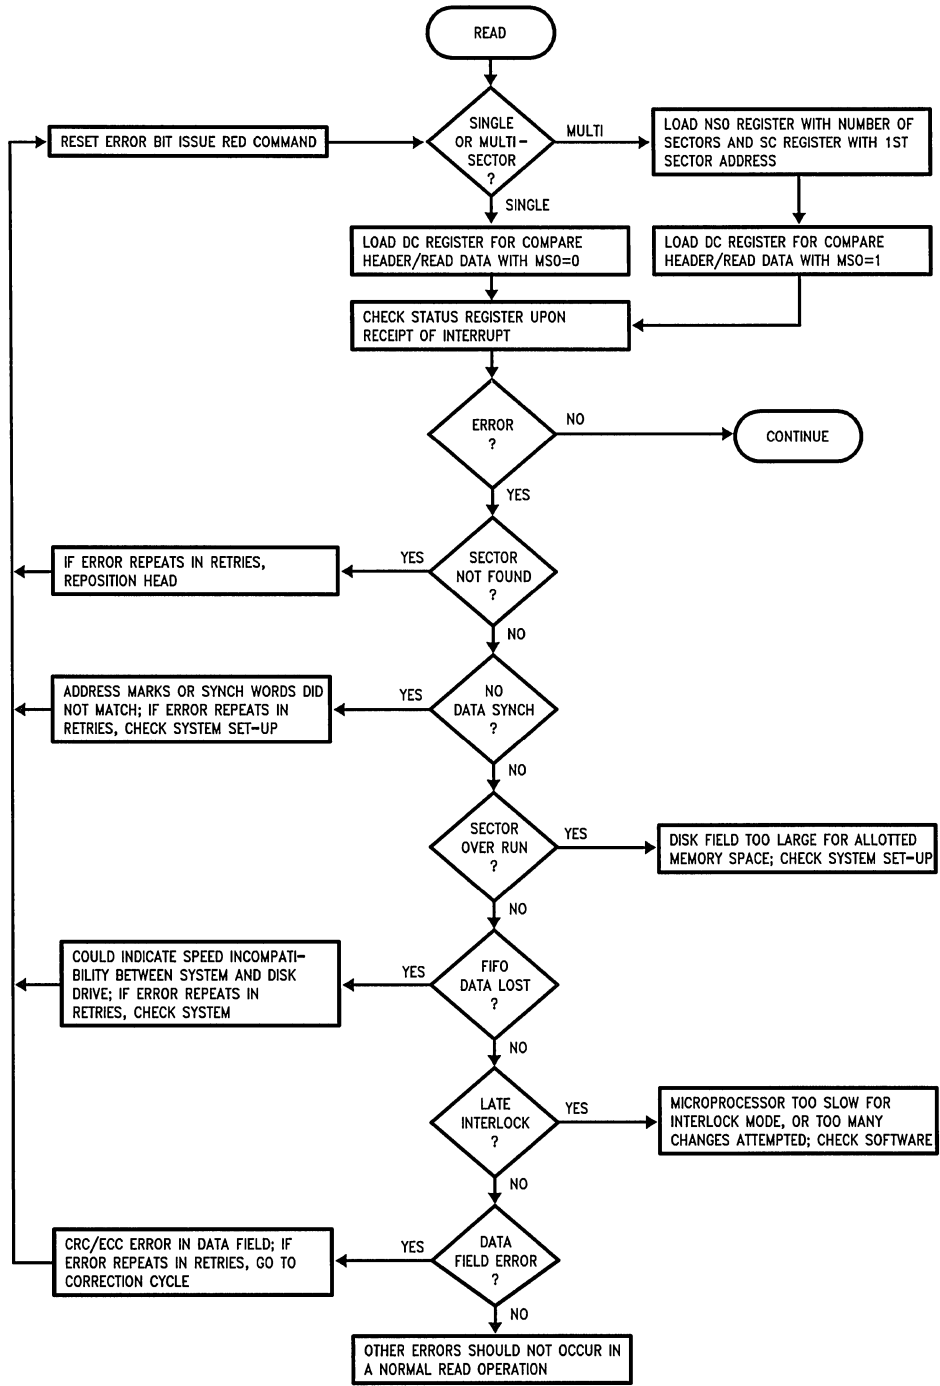 READ
SINGLE
OR MULTI-
SECTOR
?
MULTI
LOAD NSO REGISTER WITH NUMBER OF
SECTORS AND SC REGISTER WITH 1ST
SECTOR ADDRESS
RESET ERROR BIT ISSUE RED COMMAND
SINGLE
LOAD DC REGISTER FOR COMPARE
HEADER/READ DATA WITH MSO=0
LOAD DC REGISTER FOR COMPARE
HEADER/READ DATA WITH MSO=1
CHECK STATUS REGISTER UPON
RECEIPT OF INTERRUPT
ERROR
?
NO
CONTINUE
YES
SECTOR
NOT FOUND
?
YES
IF ERROR REPEATS IN RETRIES,
REPOSITION HEAD
NO
NO
DATA SYNCH
?
YES
ADDRESS MARKS OR SYNCH WORDS DID
NOT MATCH; IF ERROR REPEATS IN
RETRIES, CHECK SYSTEM SET-UP
NO
SECTOR
OVER RUN
?
YES
DISK FIELD TOO LARGE FOR ALLOTTED
MEMORY SPACE; CHECK SYSTEM SET-UP
NO
FIFO
DATA LOST
?
YES
COULD INDICATE SPEED INCOMPATI-
BILITY BETWEEN SYSTEM AND DISK
DRIVE; IF ERROR REPEATS IN
RETRIES, CHECK SYSTEM
NO
LATE
INTERLOCK
?
YES
MICROPROCESSOR TOO SLOW FOR
INTERLOCK MODE, OR TOO MANY
CHANGES ATTEMPTED; CHECK SOFTWARE
NO
DATA
FIELD ERROR
?
YES
CRC/ECC ERROR IN DATA FIELD; IF
ERROR REPEATS IN RETRIES, GO TO
CORRECTION CYCLE
NO
OTHER ERRORS SHOULD NOT OCCUR IN
A NORMAL READ OPERATION